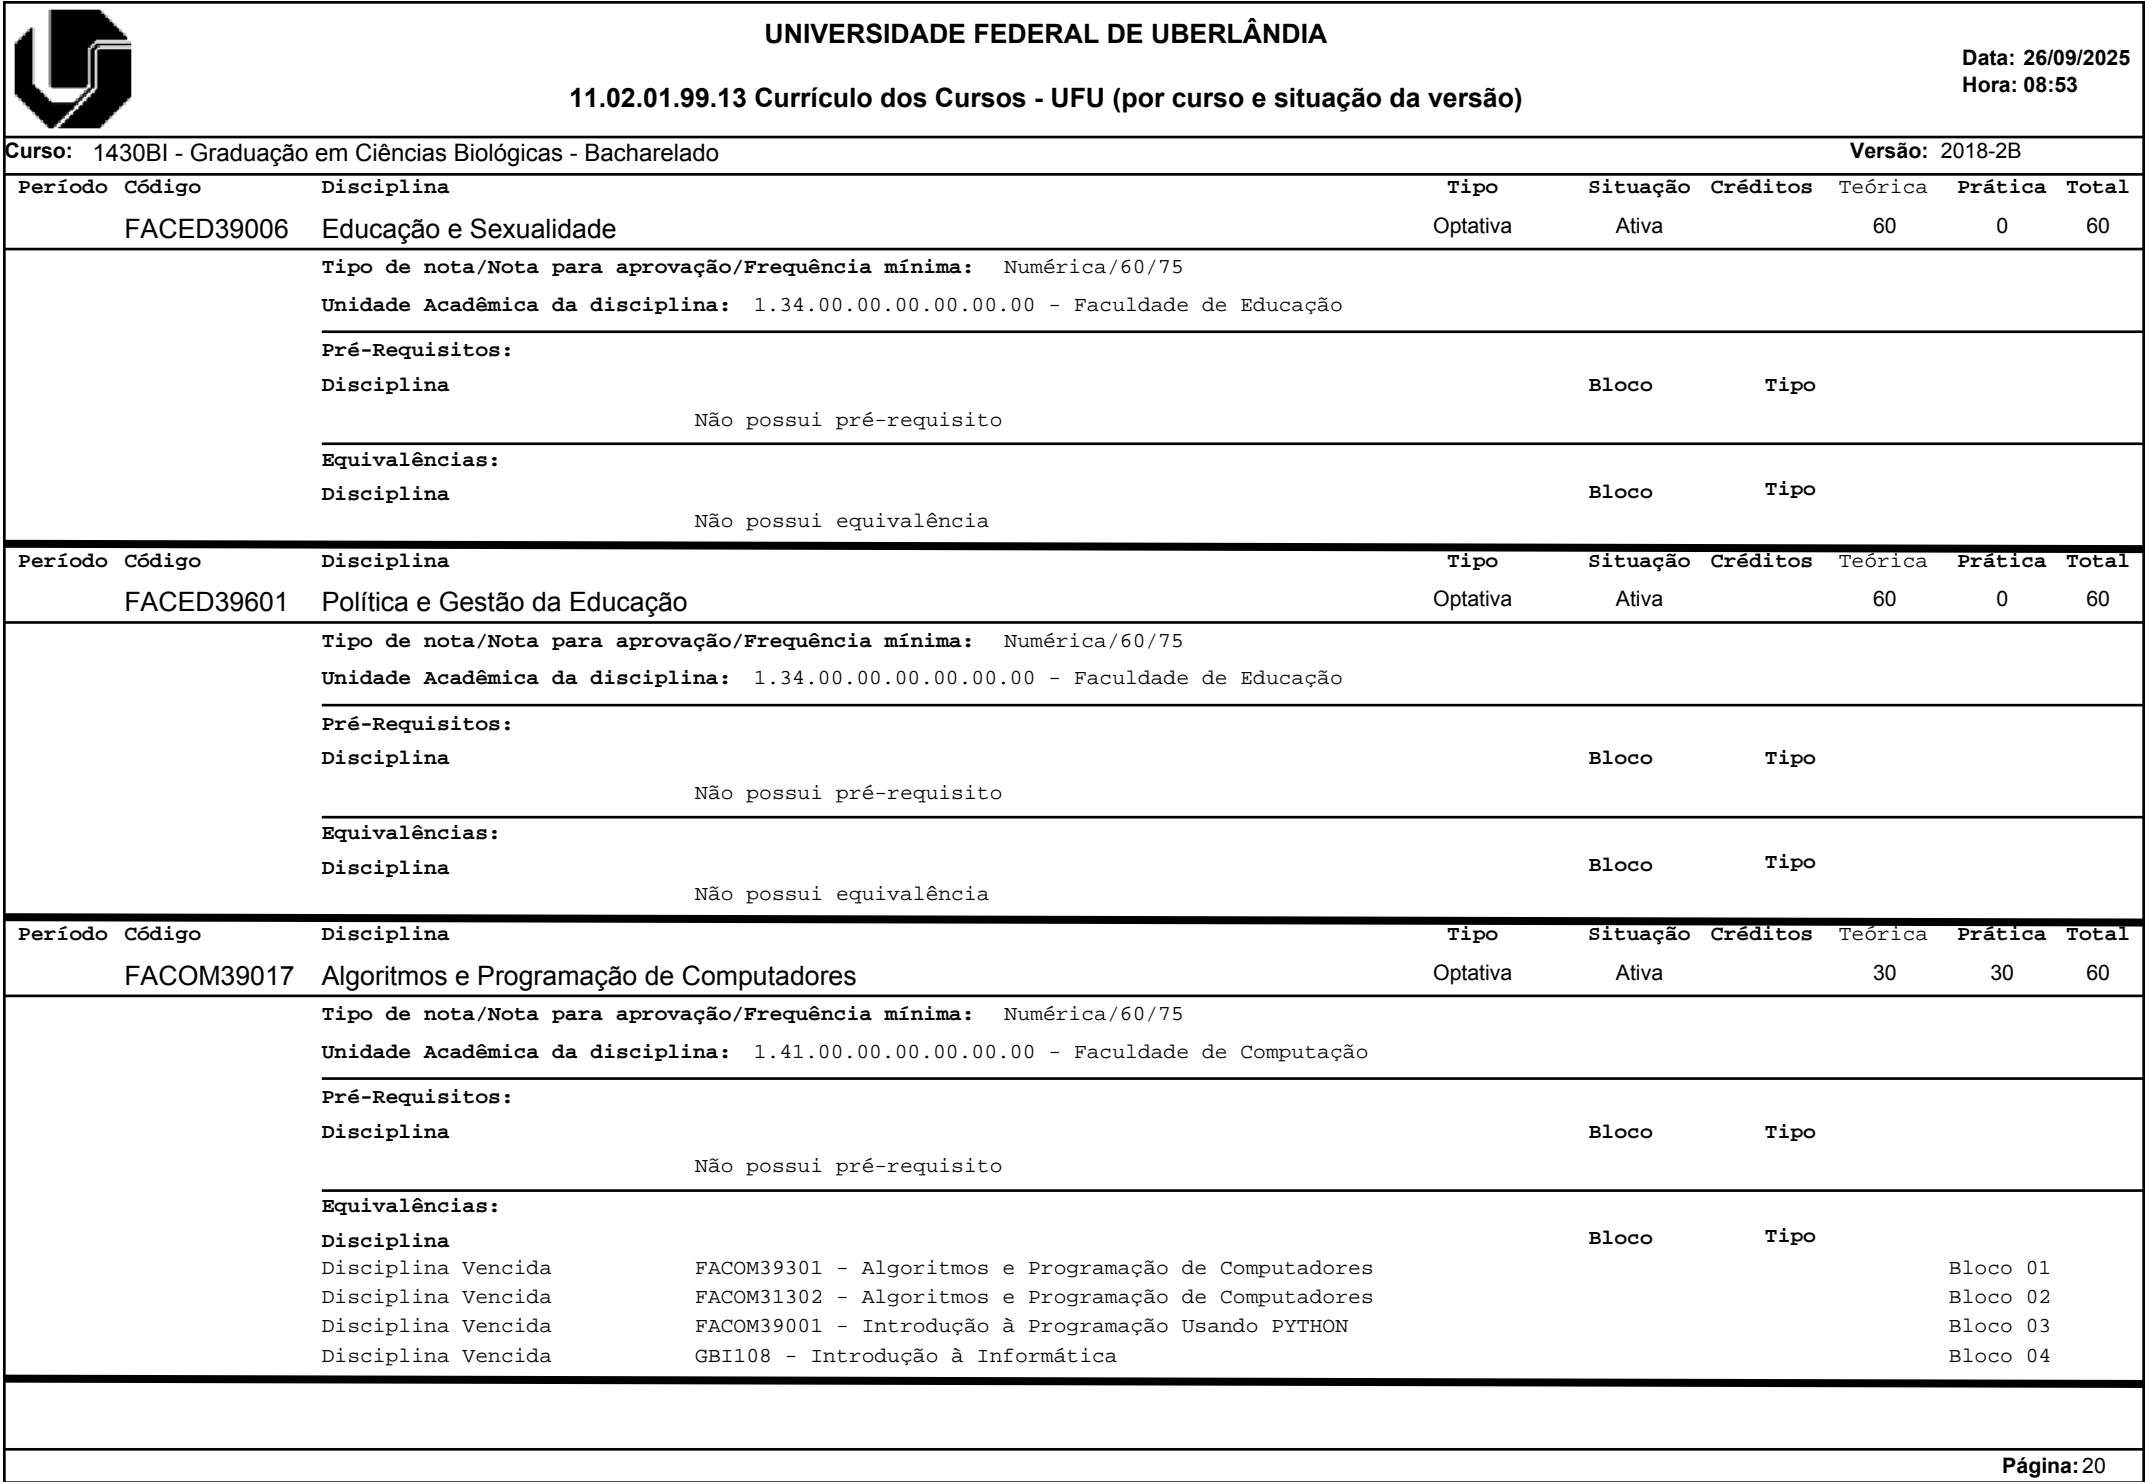 UNIVERSIDADE FEDERAL DE UBERLÂNDIA
Data: 26/09/2025
Hora: 08:53
11.02.01.99.13 Currículo dos Cursos - UFU (por curso e situação da versão)
Curso: 1430BI - Graduação em Ciências Biológicas - Bacharelado Versão: 2018-2B
Período Código Disciplina Tipo Situação Créditos Teórica Prática Total
FACED39006 Educação e Sexualidade Optativa Ativa 60 0 60
Tipo de nota/Nota para aprovação/Frequência mínima: Numérica/60/75
Unidade Acadêmica da disciplina: 1.34.00.00.00.00.00.00 - Faculdade de Educação
Pré-Requisitos:
Disciplina Bloco Tipo
Não possui pré-requisito
Equivalências:
Disciplina Bloco Tipo
Não possui equivalência
Período Código Disciplina Tipo Situação Créditos Teórica Prática Total
FACED39601 Política e Gestão da Educação Optativa Ativa 60 0 60
Tipo de nota/Nota para aprovação/Frequência mínima: Numérica/60/75
Unidade Acadêmica da disciplina: 1.34.00.00.00.00.00.00 - Faculdade de Educação
Pré-Requisitos:
Disciplina Bloco Tipo
Não possui pré-requisito
Equivalências:
Disciplina Bloco Tipo
Não possui equivalência
Período Código Disciplina Tipo Situação Créditos Teórica Prática Total
FACOM39017 Algoritmos e Programação de Computadores Optativa Ativa 30 30 60
Tipo de nota/Nota para aprovação/Frequência mínima: Numérica/60/75
Unidade Acadêmica da disciplina: 1.41.00.00.00.00.00.00 - Faculdade de Computação
Pré-Requisitos:
Disciplina Bloco Tipo
Não possui pré-requisito
Equivalências:
Disciplina Bloco Tipo
Disciplina Vencida FACOM39301 - Algoritmos e Programação de Computadores Bloco 01
Disciplina Vencida FACOM31302 - Algoritmos e Programação de Computadores Bloco 02
Disciplina Vencida FACOM39001 - Introdução à Programação Usando PYTHON Bloco 03
Disciplina Vencida GBI108 - Introdução à Informática Bloco 04
Página: 20